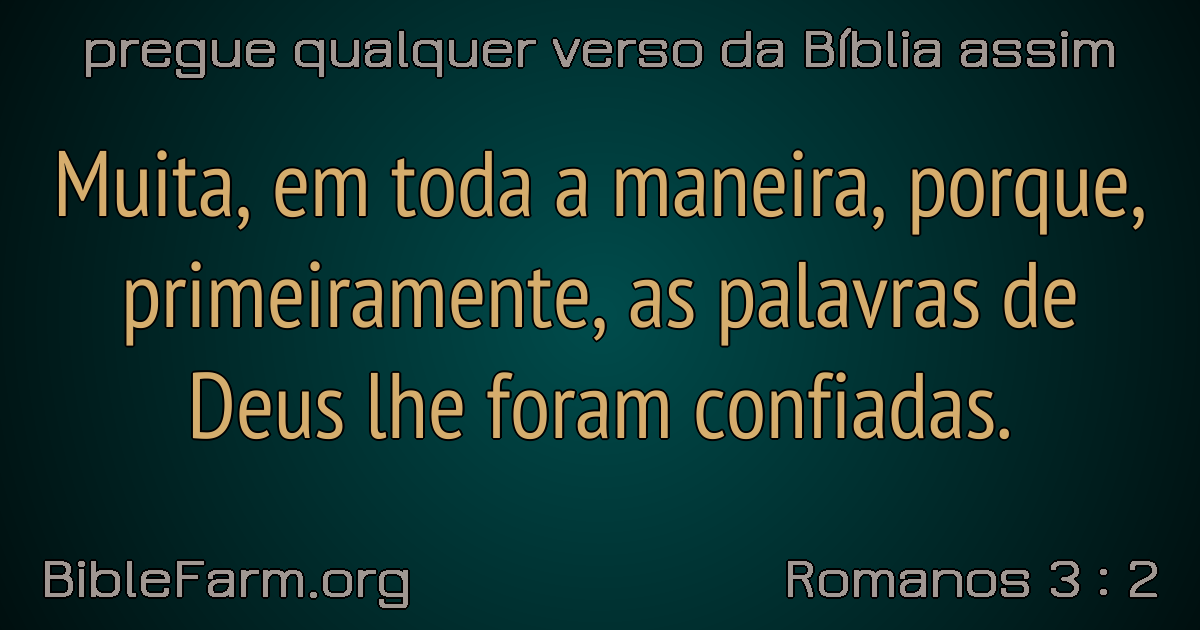 pregue qualquer verso da Bíblia assim
Muita, em toda a maneira, porque,
primeiramente, as palavras de
Deus lhe foram confiadas.
BibleFarm.org
Romanos 3 : 2